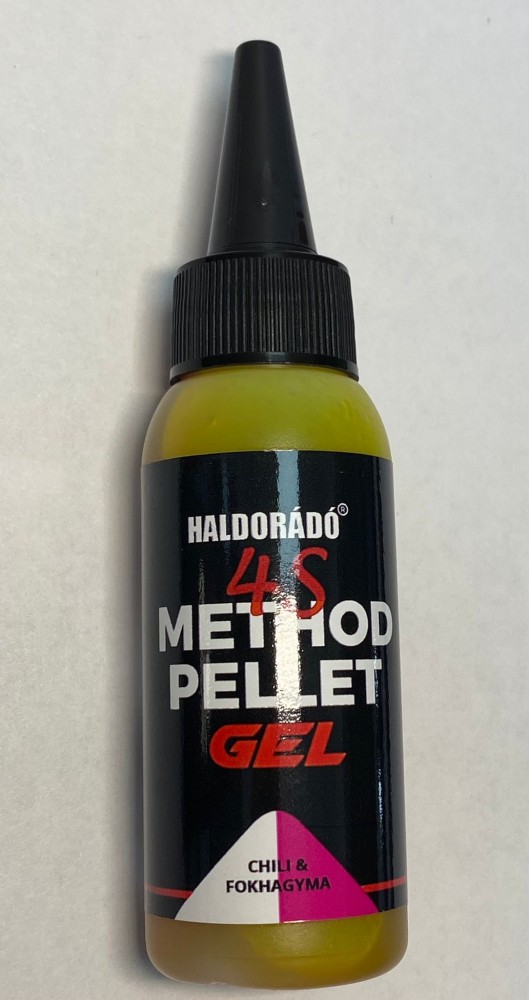 HALDORÁDÓ®
4S
METHOD
PELLET
GEL
CHILI &
FOKHAGYMA